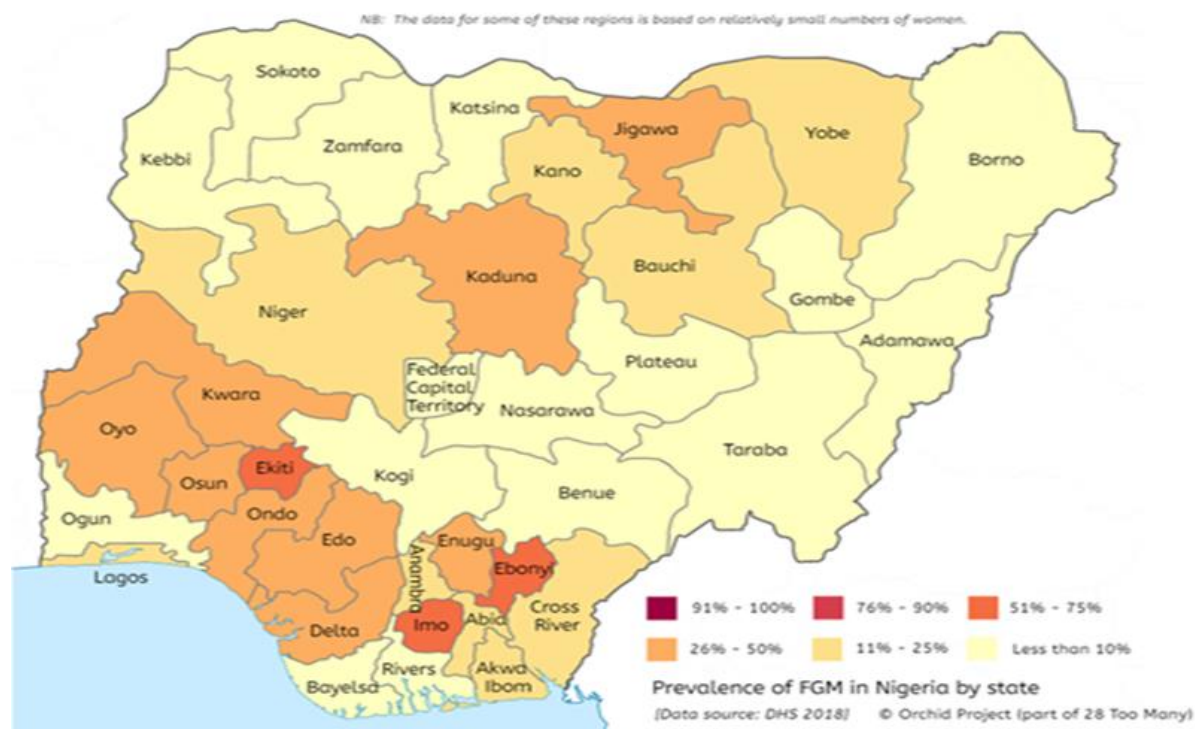 NB: The data for some of these regions is based on relatively small numbers of women.
Sokoto
Katsina
Jigawa
Yobe
Kebbi
Zamfara
Kano
Borno
Kaduna
Bauchi
Niger
Gombe
Adamawa
Federal
Capital
Territory
Plateau
Nasarawa
Kwara
Oyo
Taraba
Ekiti
Kogi
Osun
Benue
Ogun
Ondo
Edo
Enugu
Anambra
Ebonyi
Lagos
Delta
Imo
Abia
Cross
River
Rivers
Akwa
Ibom
Bayelsa
91% - 100% 76% - 90% 51% - 75%
26% - 50% 11% - 25% Less than 10%
Prevalence of FGM in Nigeria by state
[Data source: DHS 2018] © Orchid Project (part of 28 Too Many)